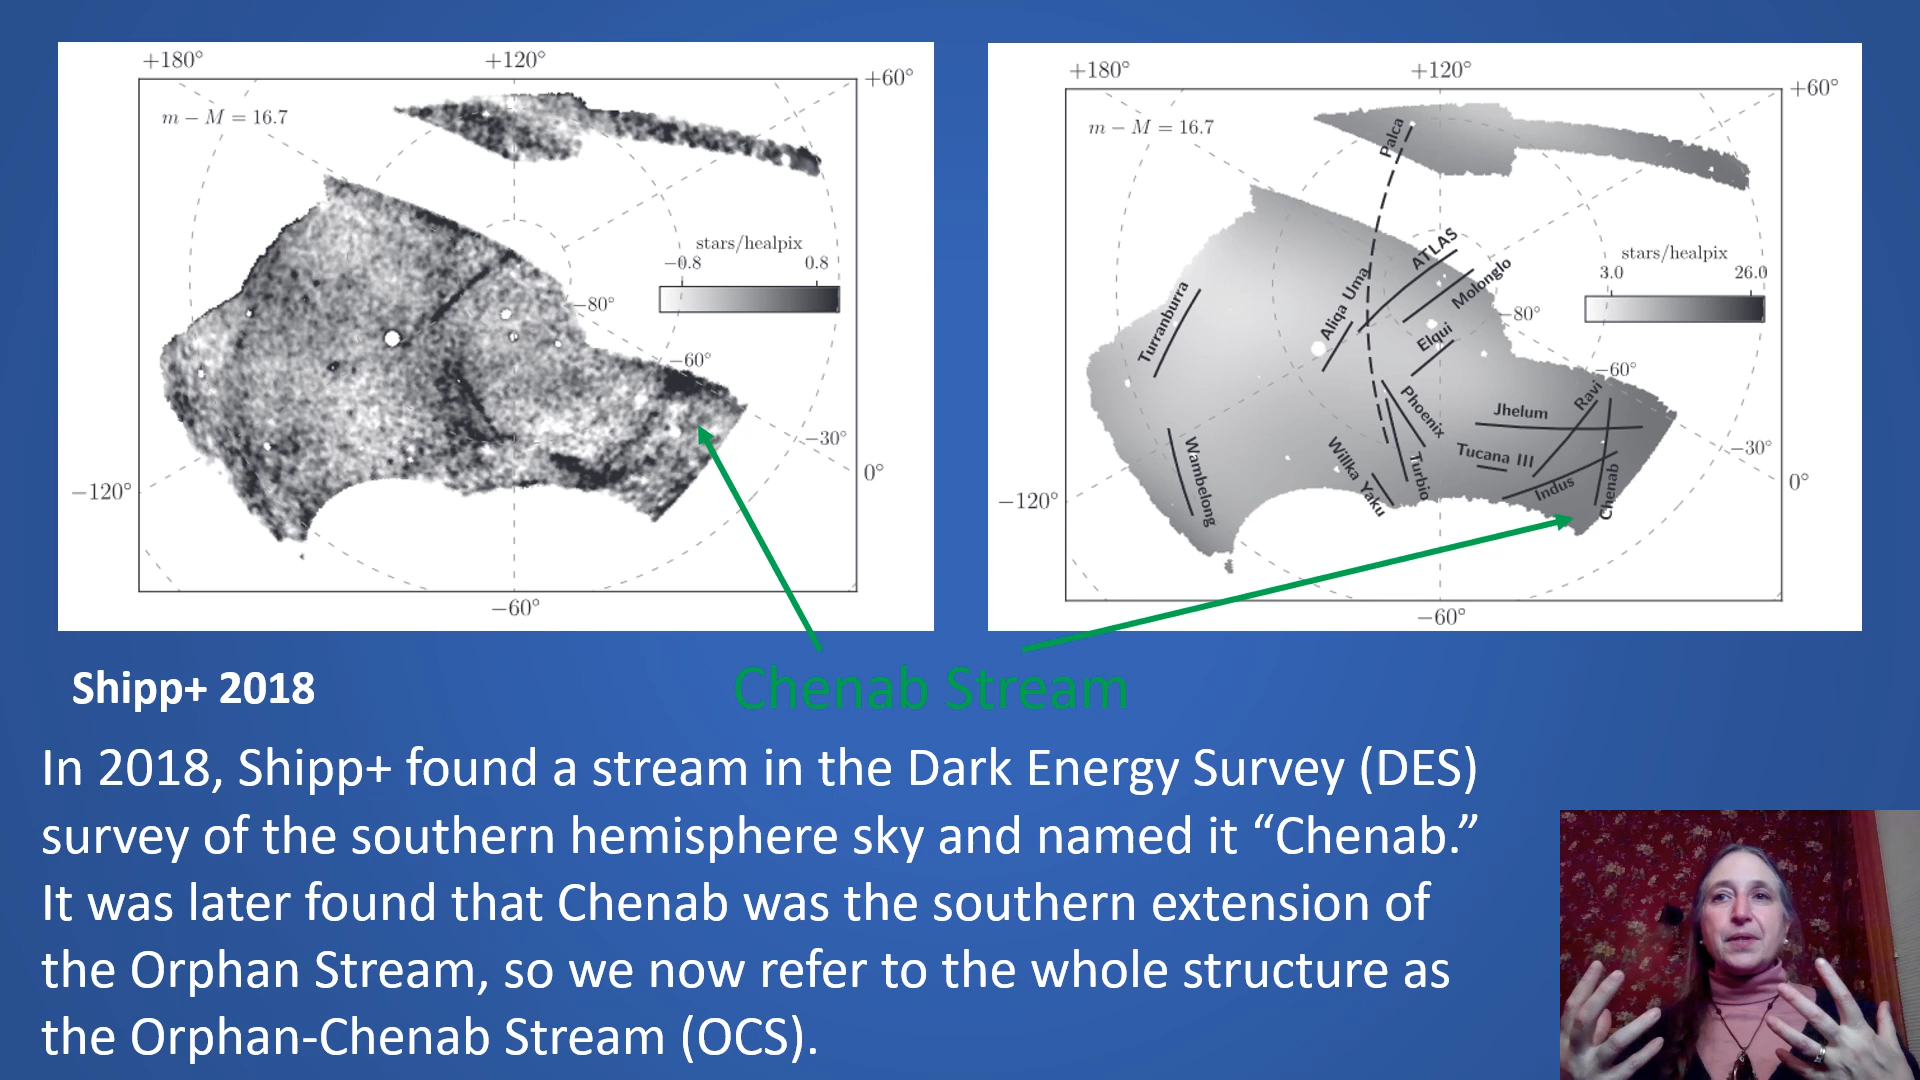 +180°
+120°
+60°
m − M = 16.7
stars/healpix
−0.8
0.8
−80°
−60°
−30°
0°
−120°
−60°
+180°
+120°
+60°
m − M = 16.7
Palca
ATLAS
Molonglo
Aliqa Uma
Turranburra
Elqui
stars/healpix
3.0
26.0
−80°
−60°
Ravi
Phoenix
Jhelum
Tucana III
Indus
Chenab
Turbio
Willka Yaku
Wambelong
−30°
0°
−120°
−60°
Shipp+ 2018
Chenab Stream
In 2018, Shipp+ found a stream in the Dark Energy Survey (DES)
survey of the southern hemisphere sky and named it “Chenab.”
It was later found that Chenab was the southern extension of
the Orphan Stream, so we now refer to the whole structure as
the Orphan-Chenab Stream (OCS).